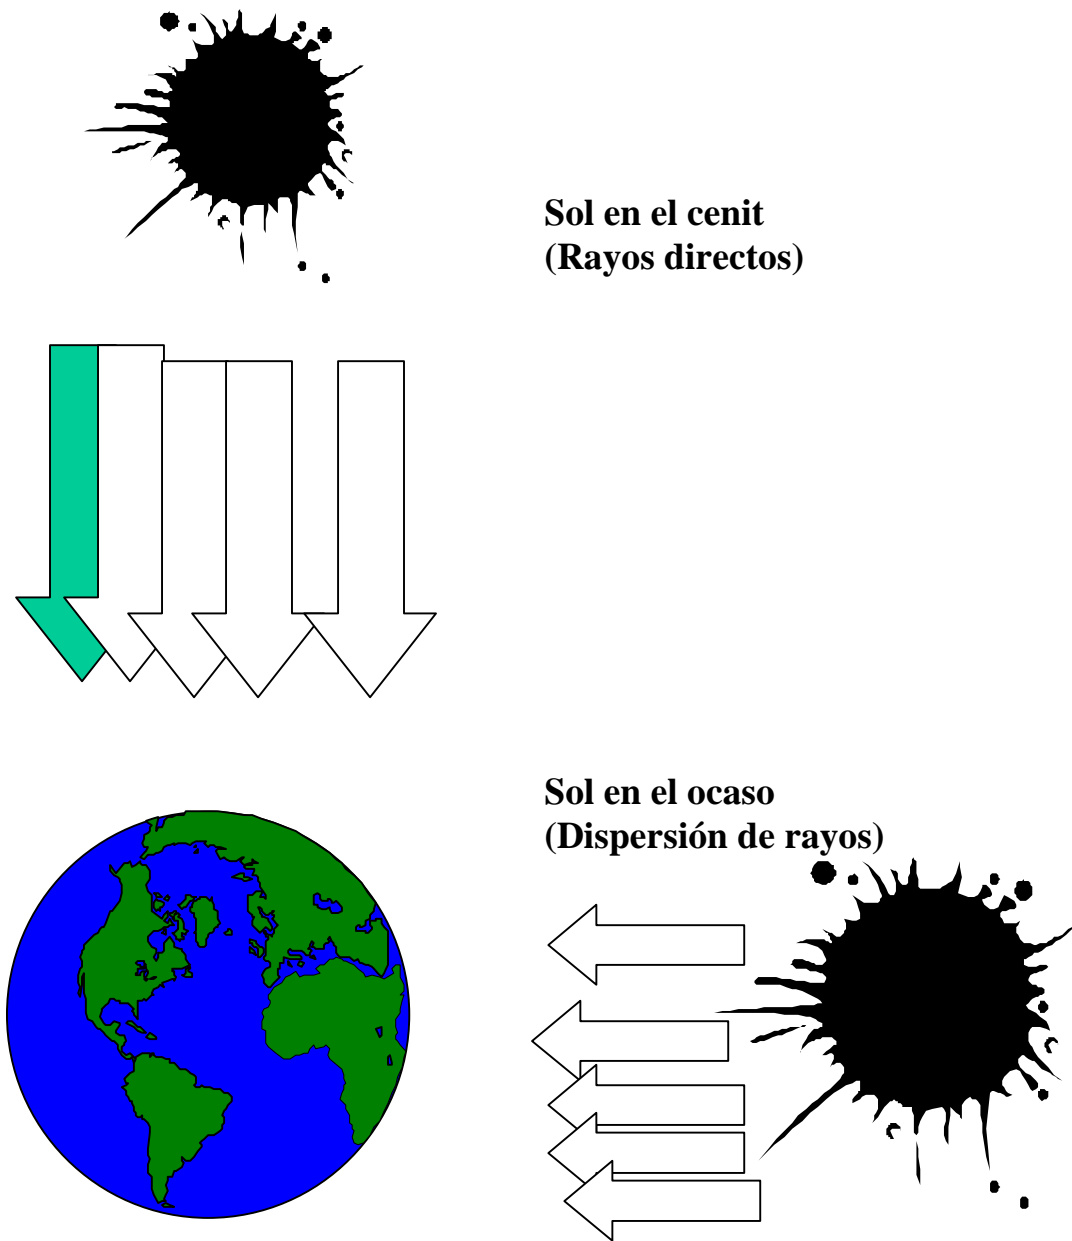 Sol en el cenit
(Rayos directos)
Sol en el ocaso
(Dispersión de rayos)